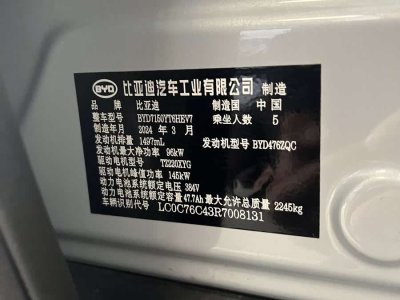 BYD 比亚迪汽车工业有限公司 制造
品牌 比亚迪 制造国 中国
整车型号 BYD7150YT6HEV7 乘坐人数 5
制造年月 2024年3月
发动机排量 1497mL 发动机型号 BYD476ZQC
发动机最大净功率 96kW
驱动电机型号 TZ220XYG
驱动电机峰值功率 145kW
动力电池系统额定电压 384V
动力电池系统额定容量 47.7Ah 最大允许总质量 2245kg
车辆识别代号 LC0C76C43R7008131